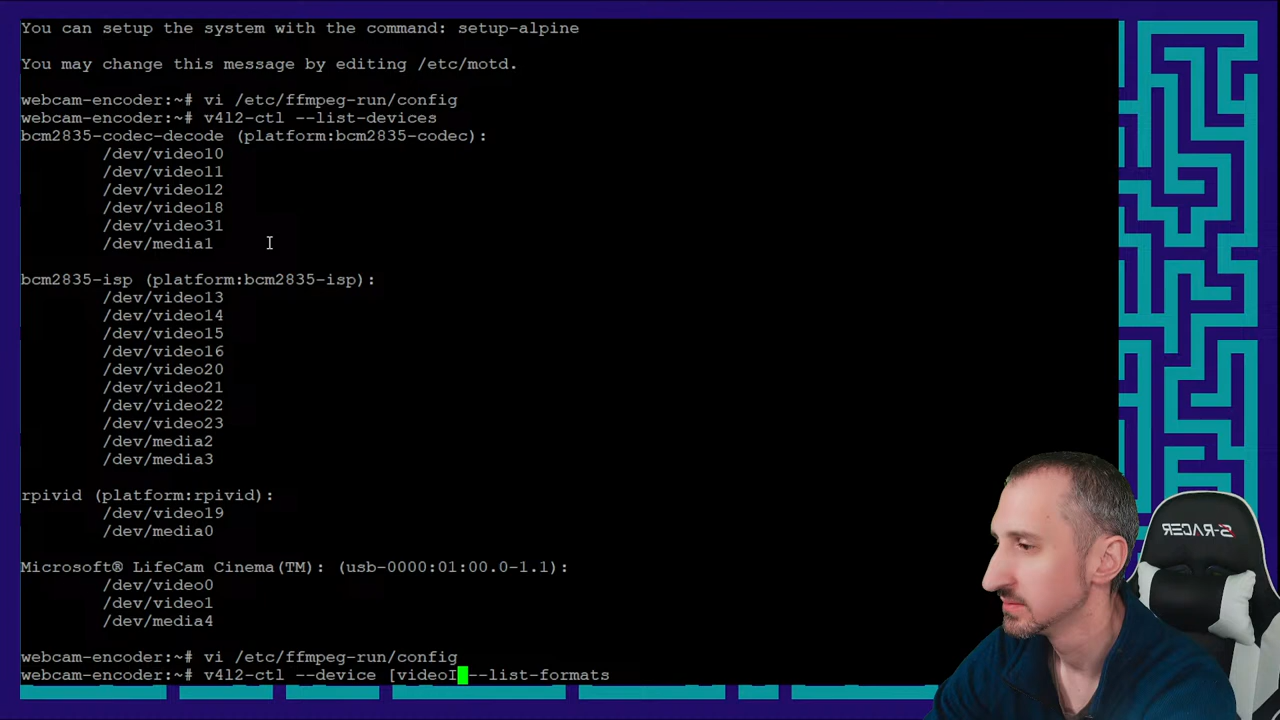 You can setup the system with the command: setup-alpine
You may change this message by editing /etc/motd.
webcam-encoder:~# vi /etc/ffmpeg-run/config
webcam-encoder:~# v4l2-ctl --list-devices
bcm2835-codec-decode (platform:bcm2835-codec):
/dev/video10
/dev/video11
/dev/video12
/dev/video18
/dev/video31
/dev/media1
bcm2835-isp (platform:bcm2835-isp):
/dev/video13
/dev/video14
/dev/video15
/dev/video16
/dev/video20
/dev/video21
/dev/video22
/dev/video23
/dev/media2
/dev/media3
rpivid (platform:rpivid):
/dev/video19
/dev/media0
Microsoft® LifeCam Cinema(TM): (usb-0000:01:00.0-1.1):
/dev/video0
/dev/video1
/dev/media4
webcam-encoder:~# vi /etc/ffmpeg-run/config
webcam-encoder:~# v4l2-ctl --device [videoI --list-formats
S-RACER